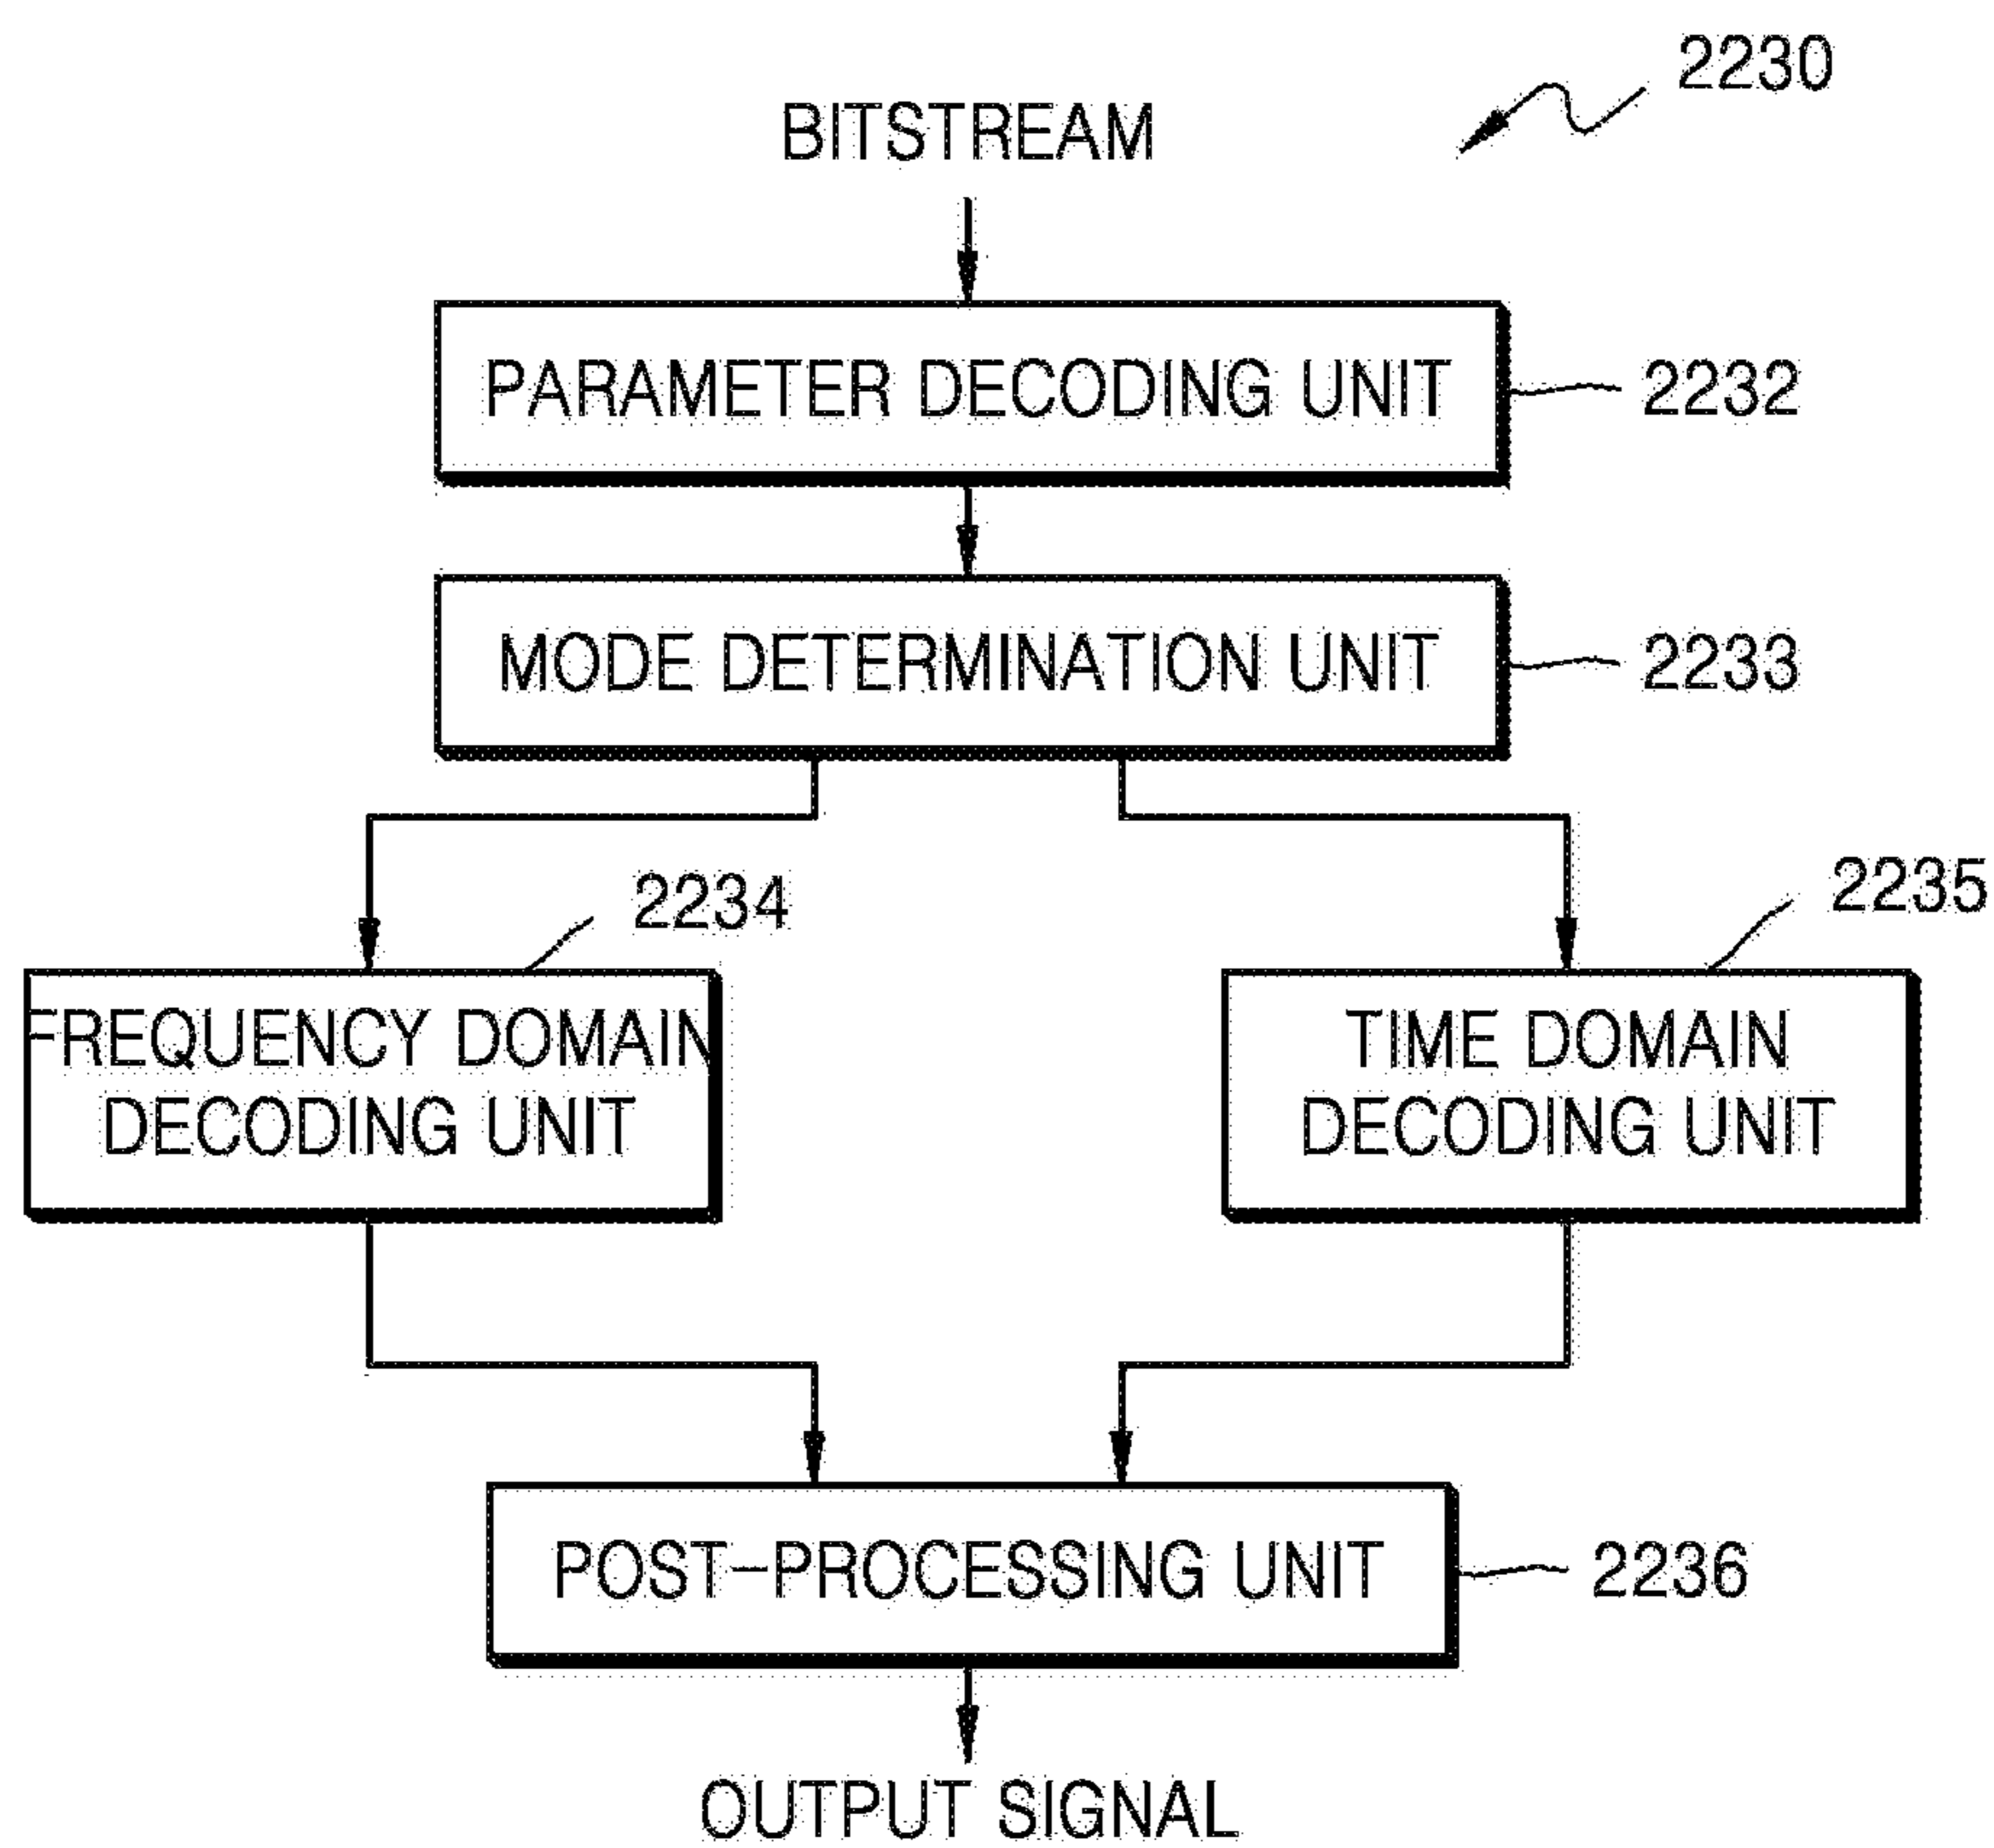 2230
BITSTREAM
PARAMETER DECODING UNIT
2232
MODE DETERMINATION UNIT
2233
2234
2235
FREQUENCY DOMAIN
DECODING UNIT
TIME DOMAIN
DECODING UNIT
POST-PROCESSING UNIT
2236
OUTPUT SIGNAL